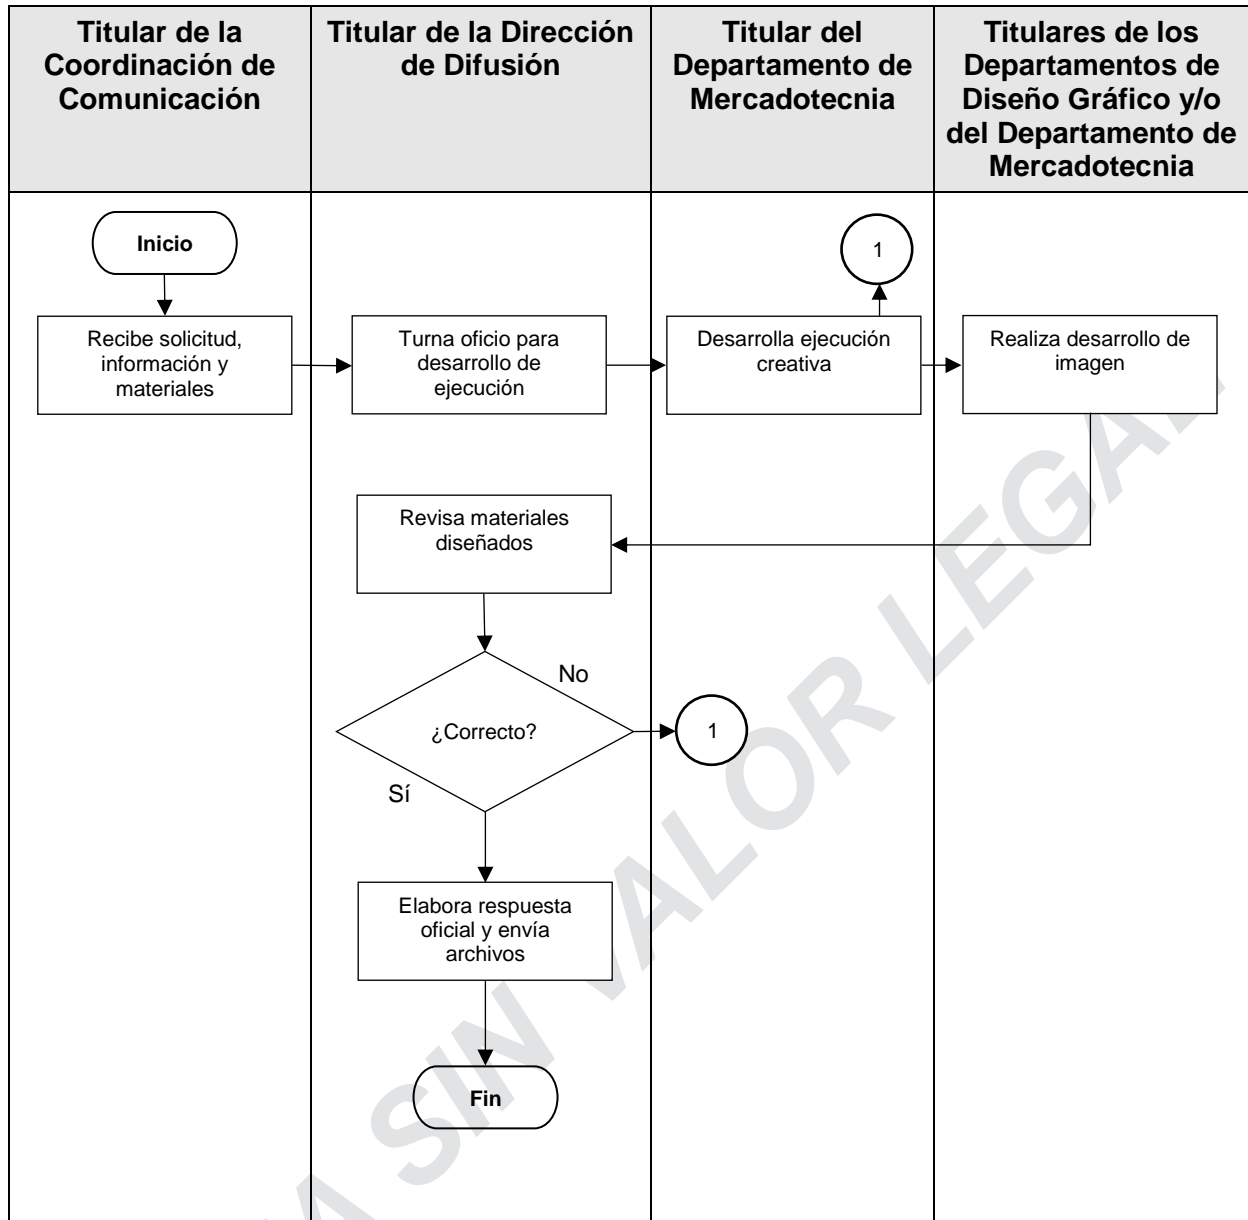 Titular de la
Coordinación de
Comunicación
Titular de la Dirección
de Difusión
Titular del
Departamento de
Mercadotecnia
Titulares de los
Departamentos de
Diseño Gráfico y/o
del Departamento de
Mercadotecnia
Inicio
1
Recibe solicitud,
información y
materiales
Turna oficio para
desarrollo de
ejecución
Desarrolla ejecución
creativa
Realiza desarrollo de
imagen
Revisa materiales
diseñados
No
¿Correcto?
1
Sí
Elabora respuesta
oficial y envía
archivos
Fin
SIN VALOR LEGAL